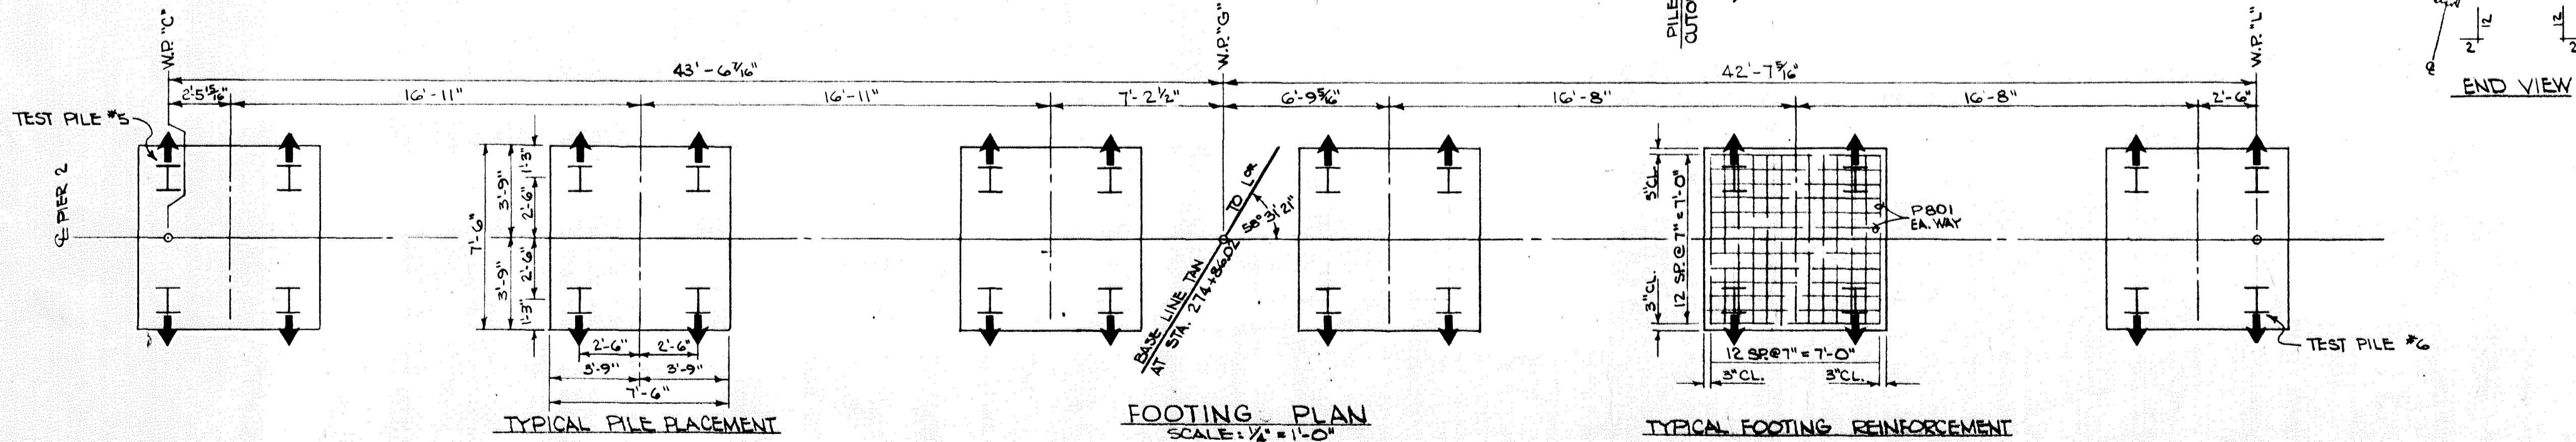 W.P. "C"
W.P. "G"
W.P. "L"
PILE
CUTO
12
2
12
2
END VIEW
43'-6 7/16"
42'-7 5/16"
2'-5 15/16"
16'-11"
16'-11"
7'-2 1/2"
6'-9 5/16"
16'-8"
16'-8"
2'-6"
TEST PILE #5
℄ PIER 2
7'-6"
3'-9"
3'-9"
1'-3"
2'-6"
2'-6"
1'-3"
2'-6"
2'-6"
3'-9"
3'-9"
7'-6"
TYPICAL PILE PLACEMENT
BASE LINE TAN
AT STA. 274+86.02
TO LOR
58° 31' 21"
FOOTING PLAN
SCALE: 1/4" = 1'-0"
3"CL.
12 SP. @ 7" = 7'-0"
3"CL.
P801
EA. WAY
12 SP.@7" = 7'-0"
3"CL.
3"CL.
TYPICAL FOOTING REINFORCEMENT
TEST PILE #6